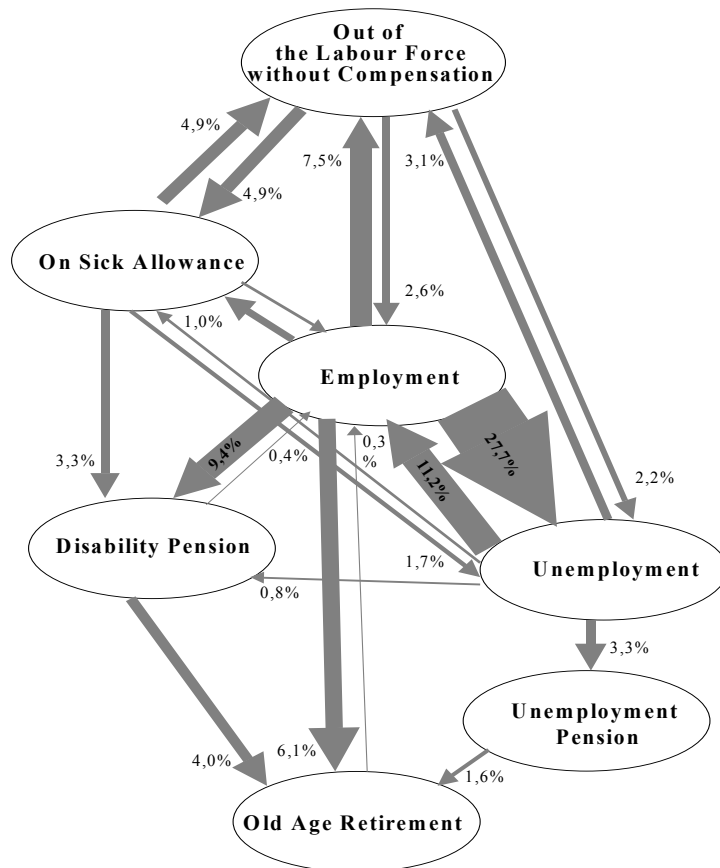 Out of
the Labour Force
without Compensation
4,9%
4,9%
7,5%
3,1%
On Sick Allowance
2,6%
1,0%
Employment
9,4%
0,4%
0,3
%
27,7%
11,2%
3,3%
2,2%
Disability Pension
1,7%
Unemployment
0,8%
3,3%
Unemployment
Pension
4,0%
6,1%
1,6%
Old Age Retirement